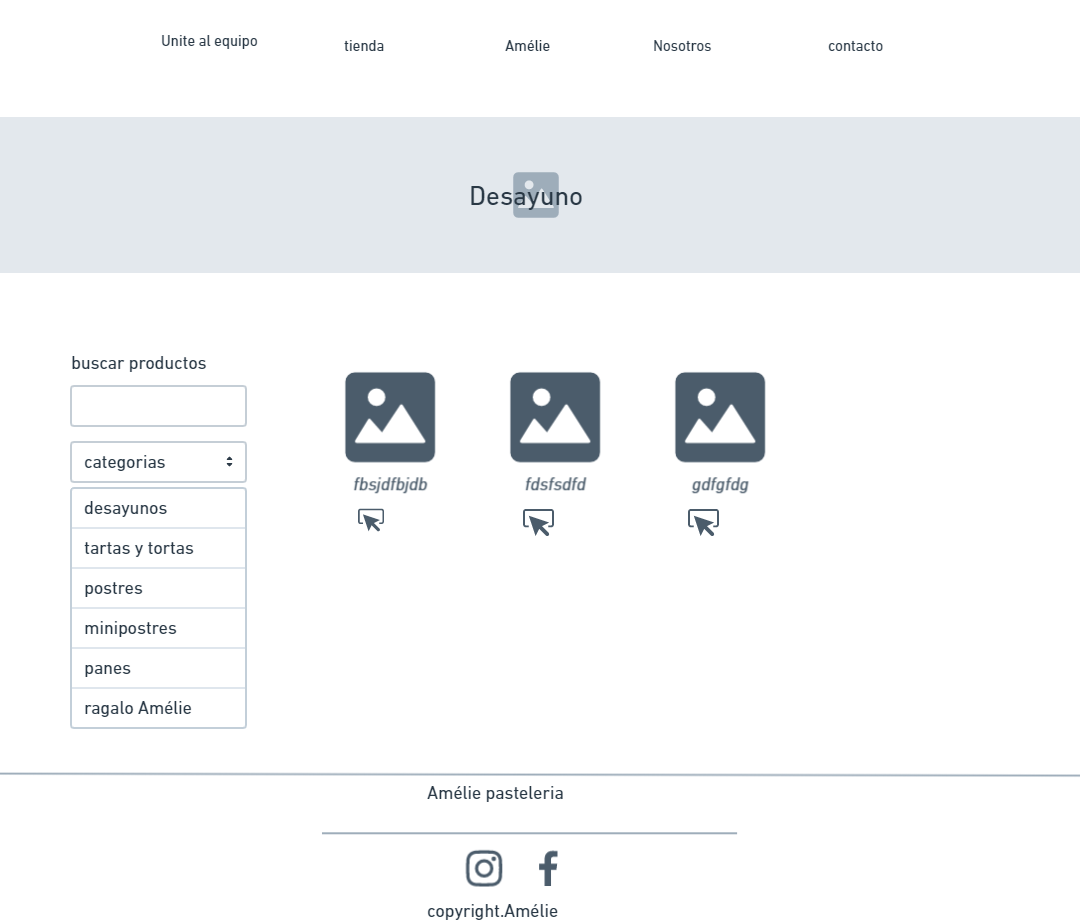 Unite al equipo
tienda
Amélie
Nosotros
contacto
Desayuno
buscar productos
categorias
desayunos
tartas y tortas
postres
minipostres
panes
ragalo Amélie
fbsjdfbjdb
fdsfsdfd
gdfgfdg
Amélie pasteleria
copyright.Amélie